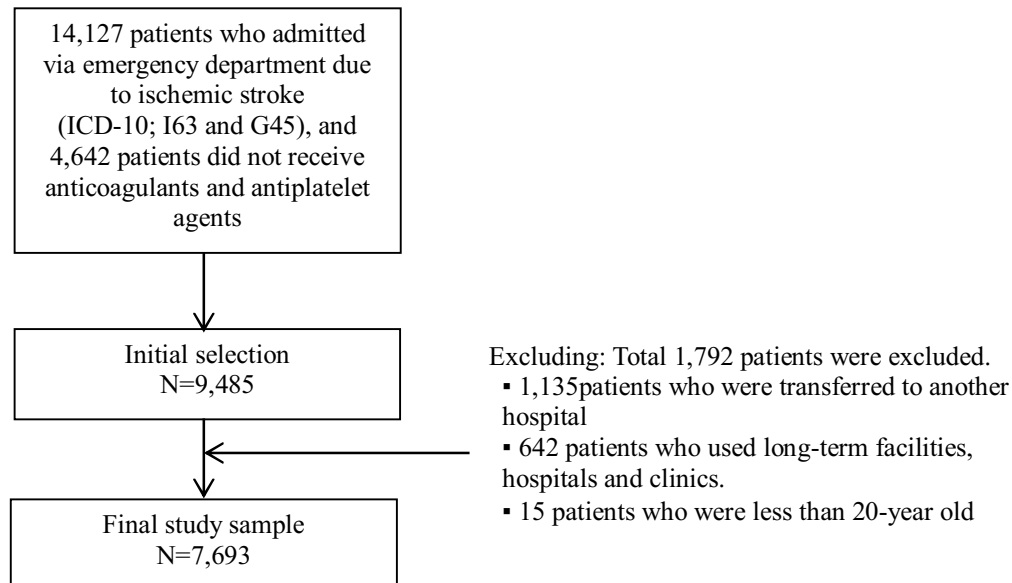 14,127 patients who admitted
via emergency department due
to ischemic stroke
(ICD-10; I63 and G45), and
4,642 patients did not receive
anticoagulants and antiplatelet
agents
Initial selection
N=9,485
Excluding: Total 1,792 patients were excluded.
▪ 1,135patients who were transferred to another
hospital
▪ 642 patients who used long-term facilities,
hospitals and clinics.
▪ 15 patients who were less than 20-year old
Final study sample
N=7,693